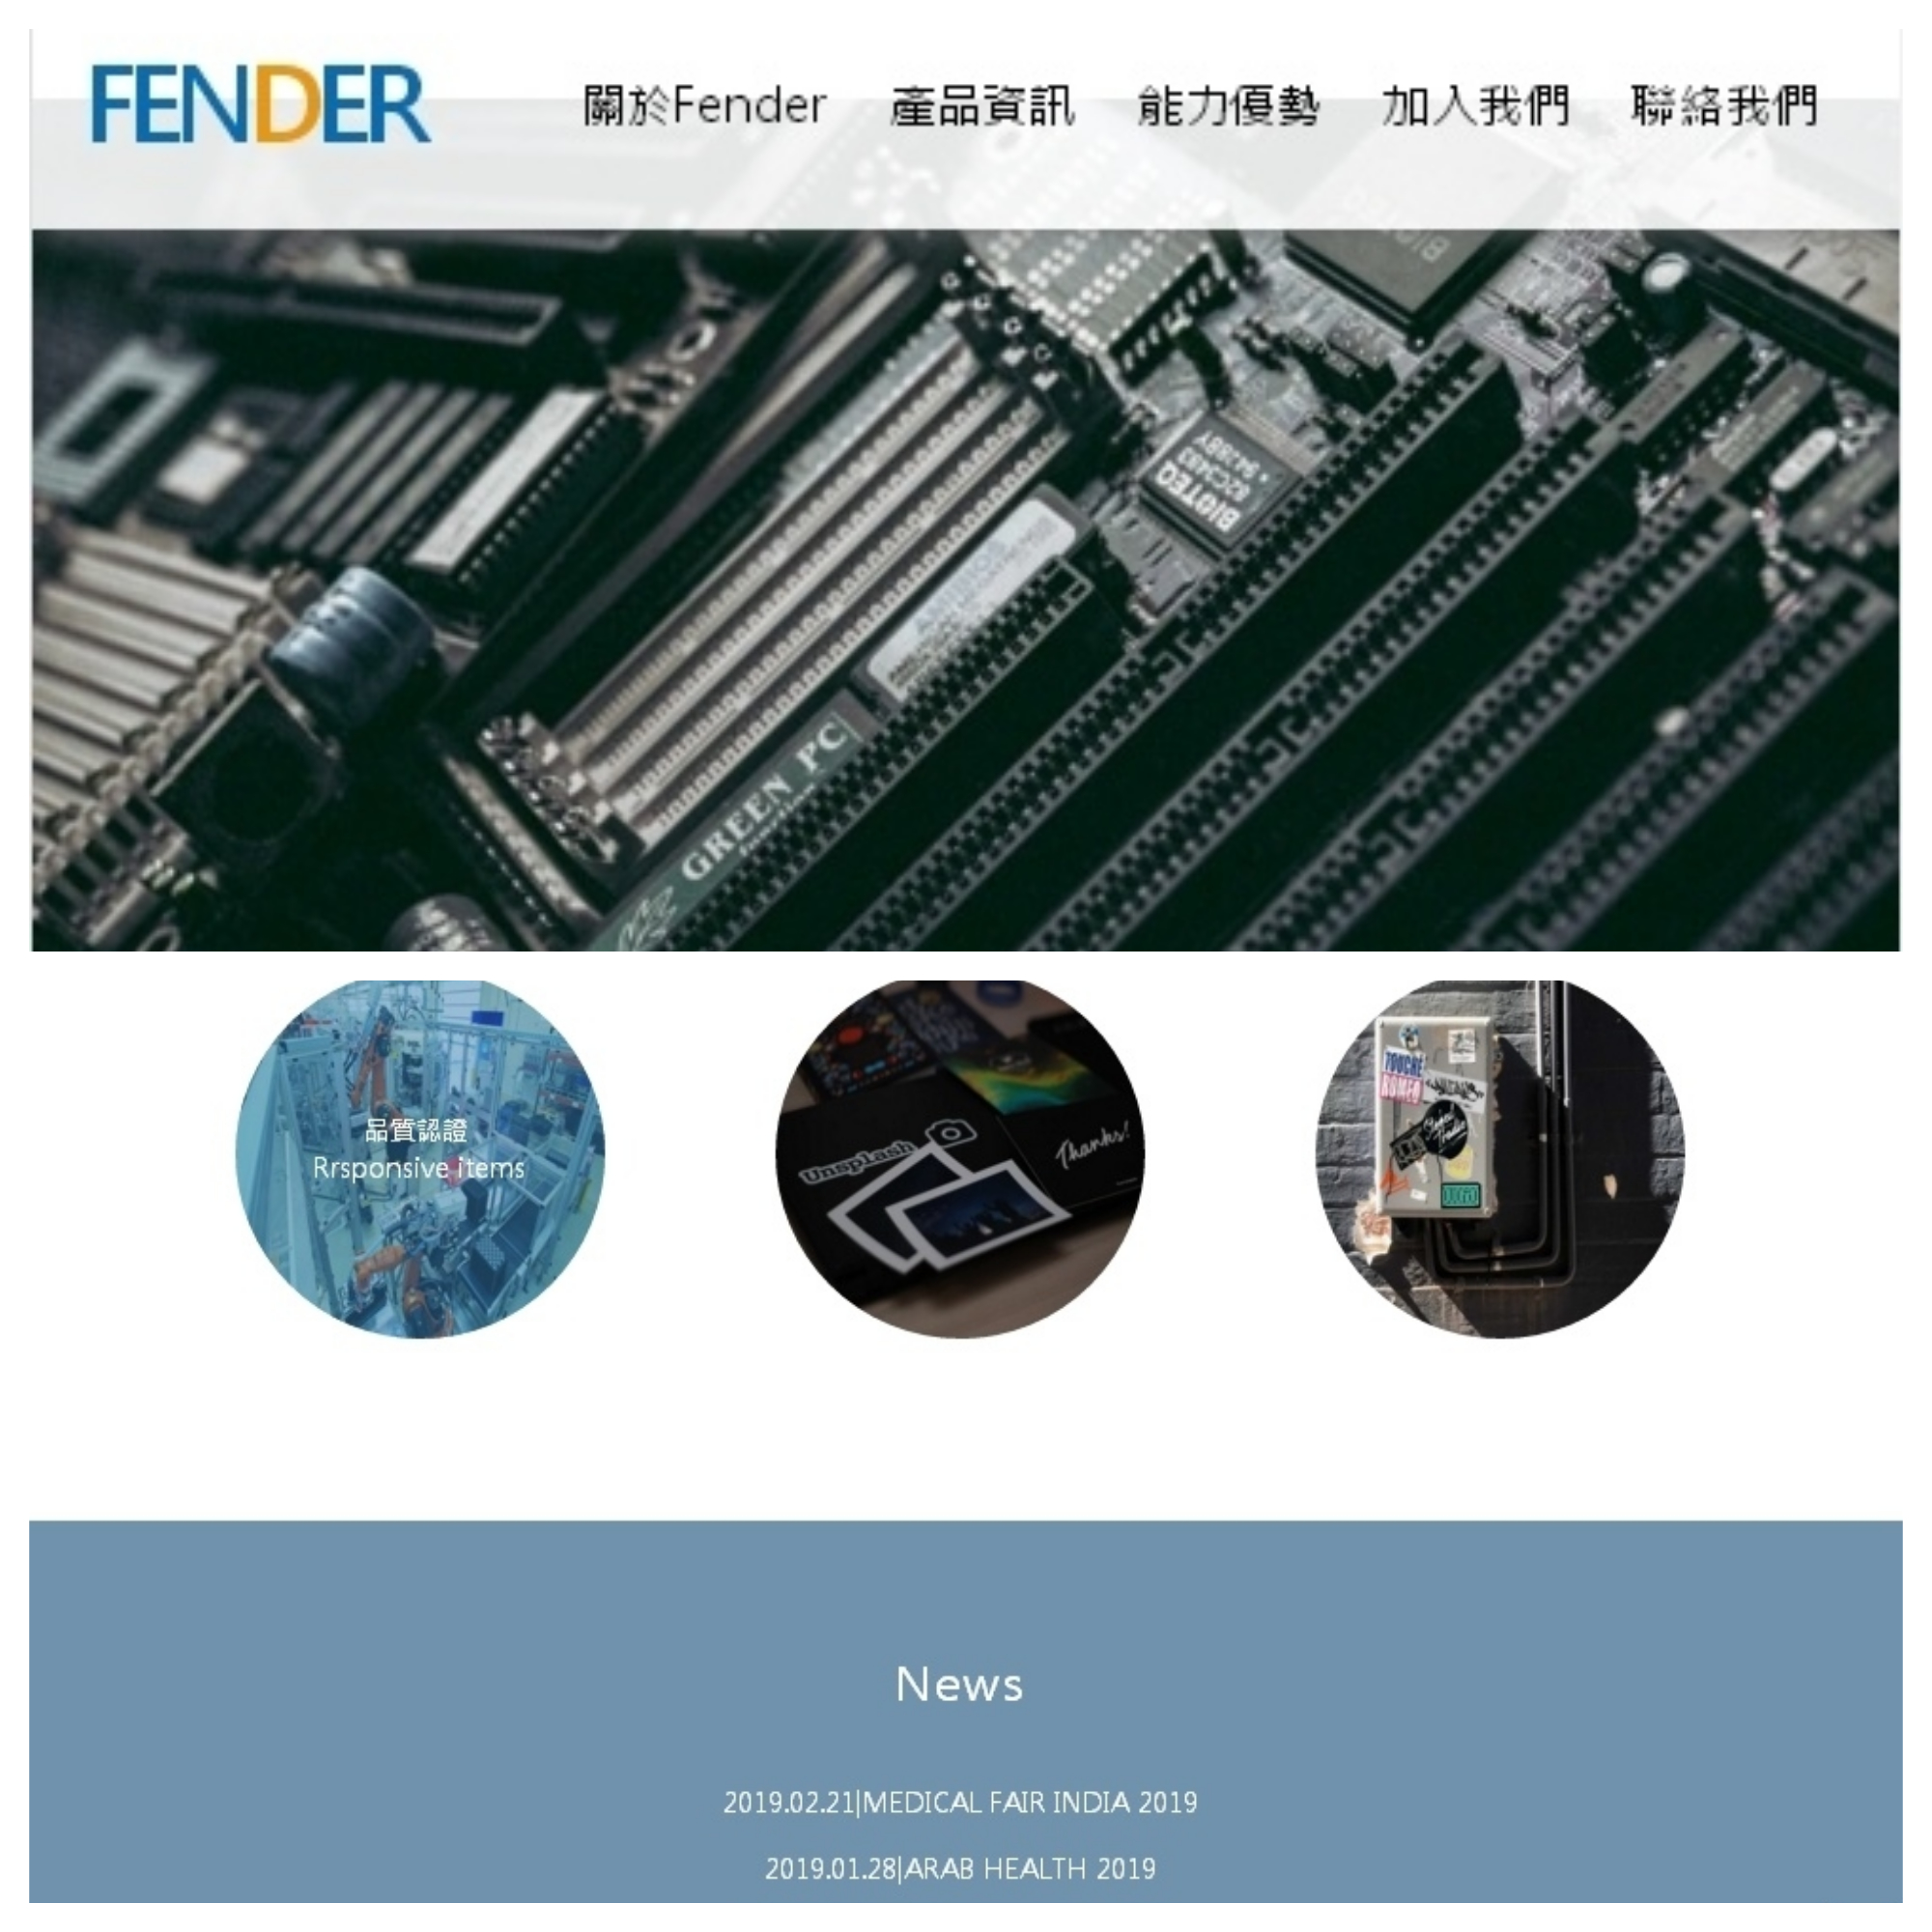 FENDER
關於Fender 產品資訊 能力優勢 加入我們 聯絡我們
BIOTEQ
82C3493
GREEN PC
品質認證
Rrsponsive items
Unsplash
Thanks!
TOUCHÉ
ROMEO
News
2019.02.21|MEDICAL FAIR INDIA 2019
2019.01.28|ARAB HEALTH 2019